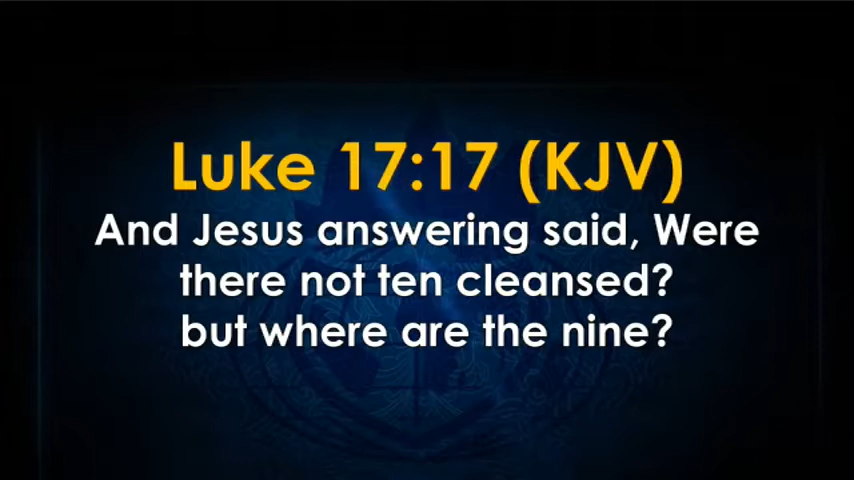 Luke 17:17 (KJV)
And Jesus answering said, Were
there not ten cleansed?
but where are the nine?